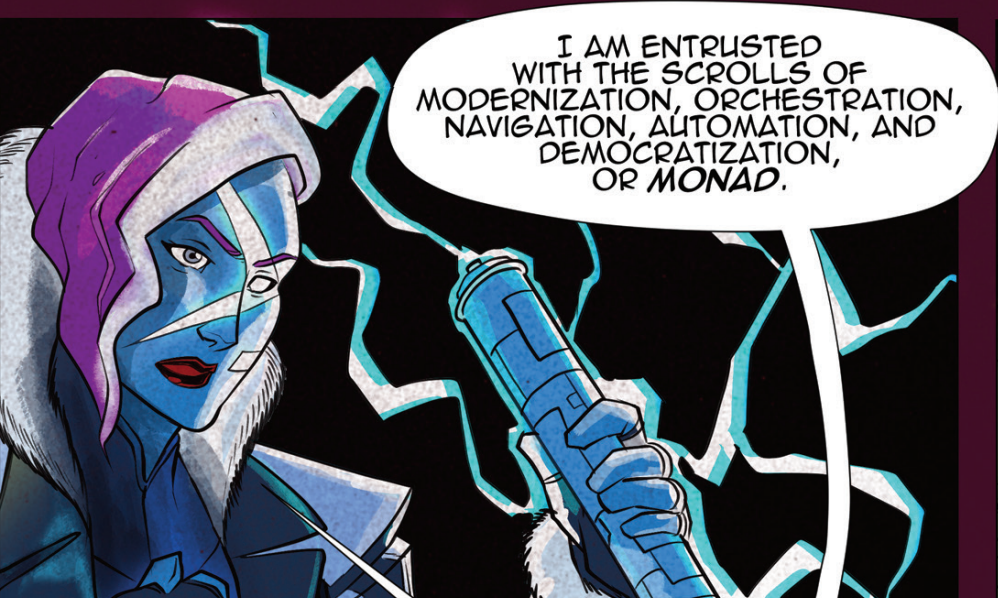 I AM ENTRUSTED
WITH THE SCROLLS OF
MODERNIZATION, ORCHESTRATION,
NAVIGATION, AUTOMATION, AND
DEMOCRATIZATION,
OR MONAD.